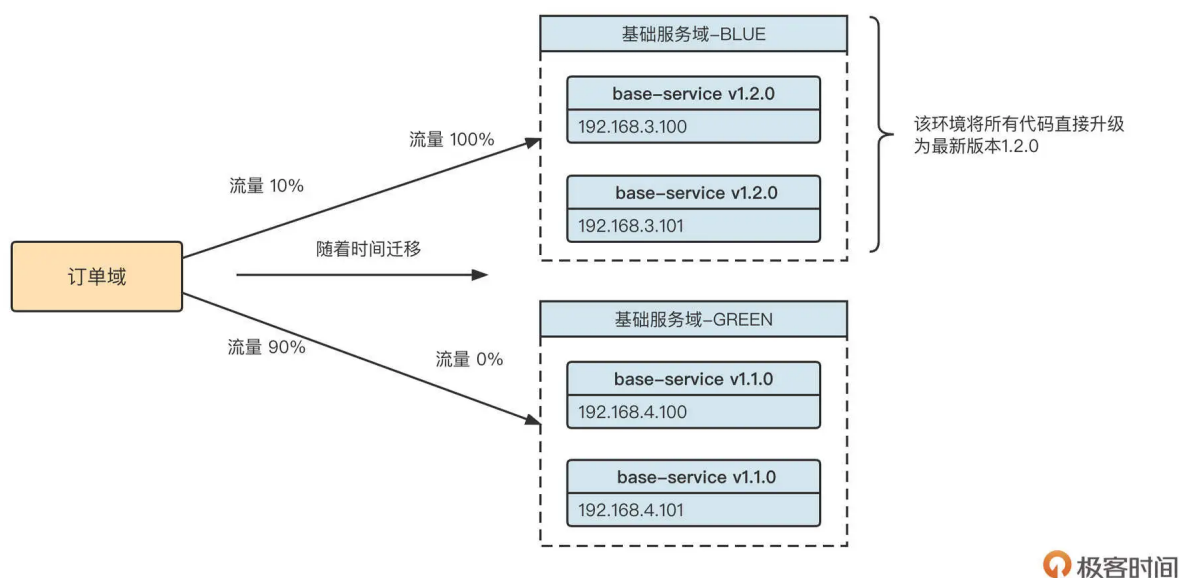 基础服务域-BLUE
base-service v1.2.0
192.168.3.100
base-service v1.2.0
192.168.3.101
该环境将所有代码直接升级
为最新版本1.2.0
流量 100%
流量 10%
随着时间迁移
订单域
流量 90%
流量 0%
基础服务域-GREEN
base-service v1.1.0
192.168.4.100
base-service v1.1.0
192.168.4.101
极客时间